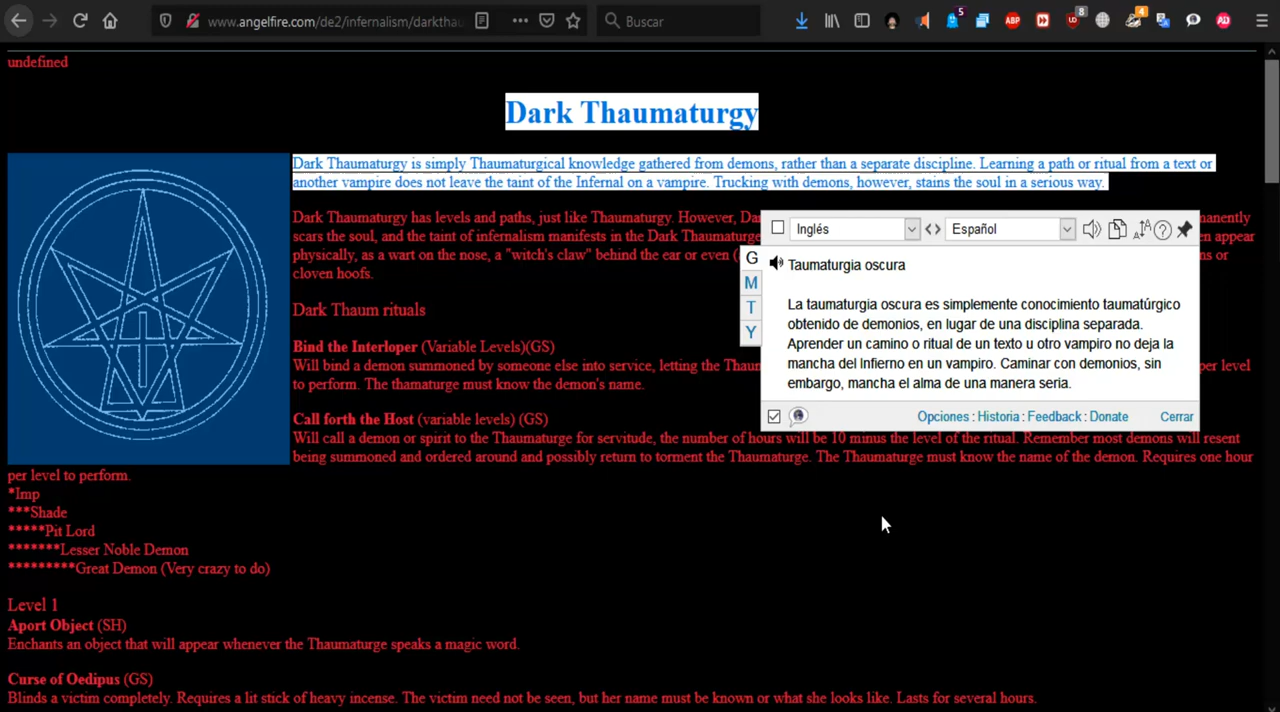 www.angelfire.com/de2/infernalism/darktha
Buscar
5
ABP
UD
8
4
AD
undefined
Dark Thaumaturgy
Dark Thaumaturgy is simply Thaumaturgical knowledge gathered from demons, rather than a separate discipline. Learning a path or ritual from a text or
another vampire does not leave the taint of the Infernal on a vampire. Trucking with demons, however, stains the soul in a serious way.
Dark Thaumaturgy has levels and paths, just like Thaumaturgy. However, Da
manently
scars the soul, and the taint of infernalism manifests in the Dark Thaumaturge
en appear
physically, as a wart on the nose, a "witch's claw" behind the ear or even (a
ns or
cloven hoofs.
Dark Thaum rituals
Bind the Interloper (Variable Levels)(GS)
Will bind a demon summoned by someone else into service, letting the Thau
per level
to perform. The thamaturge must know the demon's name.
Call forth the Host (variable levels) (GS)
Will call a demon or spirit to the Thaumaturge for servitude, the number of hours will be 10 minus the level of the ritual. Remember most demons will resent
being summoned and ordered around and possibly return to torment the Thaumaturge. The Thaumaturge must know the name of the demon. Requires one hour
per level to perform.
*Imp
***Shade
*****Pit Lord
*******Lesser Noble Demon
*********Great Demon (Very crazy to do)
Level 1
Aport Object (SH)
Enchants an object that will appear whenever the Thaumaturge speaks a magic word.
Curse of Oedipus (GS)
Blinds a victim completely. Requires a lit stick of heavy incense. The victim need not be seen, but her name must be known or what she looks like. Lasts for several hours.
Inglés
<>
Español
G
M
T
Y
Taumaturgia oscura
La taumaturgia oscura es simplemente conocimiento taumatúrgico
obtenido de demonios, en lugar de una disciplina separada.
Aprender un camino o ritual de un texto u otro vampiro no deja la
mancha del Infierno en un vampiro. Caminar con demonios, sin
embargo, mancha el alma de una manera seria.
Opciones : Historia : Feedback : Donate
Cerrar